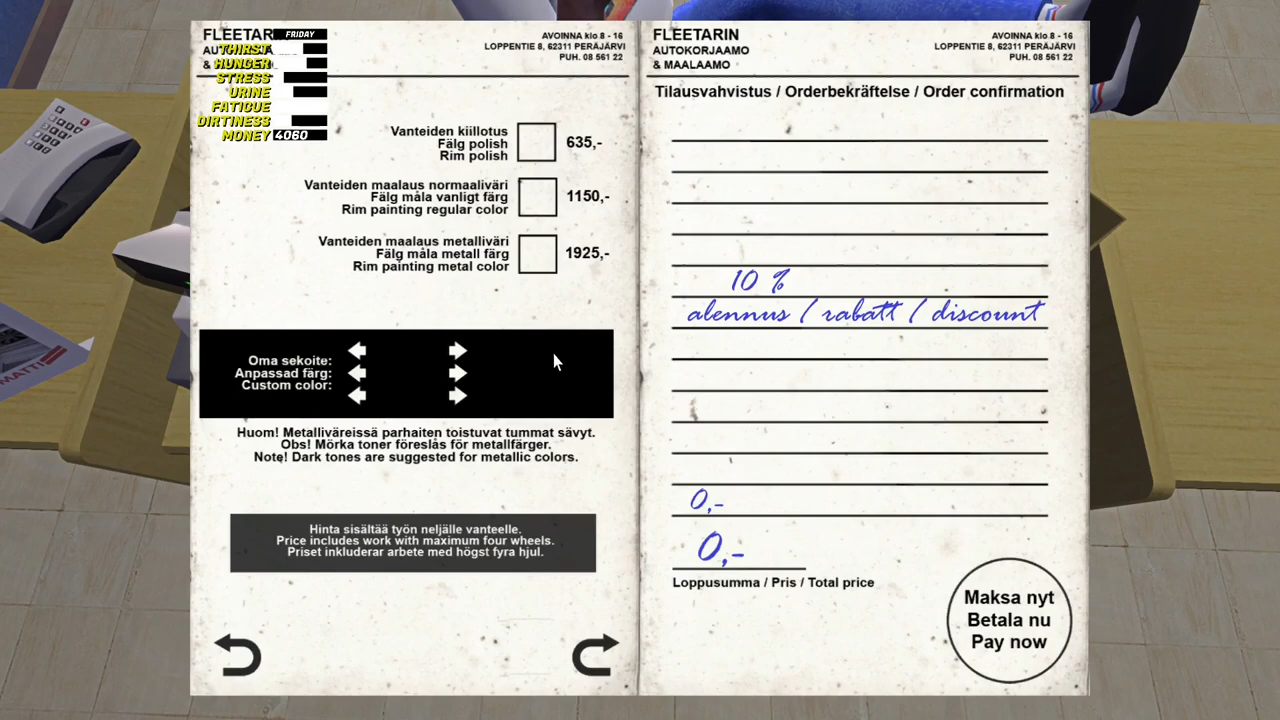 FLEETARIN
FRIDAY
THIRST
HUNGER
STRESS
URINE
FATIGUE
DIRTINESS
MONEY 4060
AVOINNA klo 8 - 16
LOPPENTIE 8, 62311 PERÄJÄRVI
PUH. 08 561 22
Vanteiden kiillotus
Fälg polish
Rim polish
635,-
Vanteiden maalaus normaaliväri
Fälg måla vanligt färg
Rim painting regular color
1150,-
Vanteiden maalaus metalliväri
Fälg måla metall färg
Rim painting metal color
1925,-
Oma sekoite:
Anpassad färg:
Custom color:
Huom! Metalliväreissä parhaiten toistuvat tummat sävyt.
Obs! Mörka toner föreslås för metallfärger.
Note! Dark tones are suggested for metallic colors.
Hinta sisältää työn neljälle vanteelle.
Price includes work with maximum four wheels.
Priset inkluderar arbete med högst fyra hjul.
FLEETARIN
AUTOKORJAAMO
& MAALAAMO
AVOINNA klo 8 - 16
LOPPENTIE 8, 62311 PERÄJÄRVI
PUH. 08 561 22
Tilausvahvistus / Orderbekräftelse / Order confirmation
10 %
alennus / rabatt / discount
0,-
0,-
Loppusumma / Pris / Total price
Maksa nyt
Betala nu
Pay now
MATTI